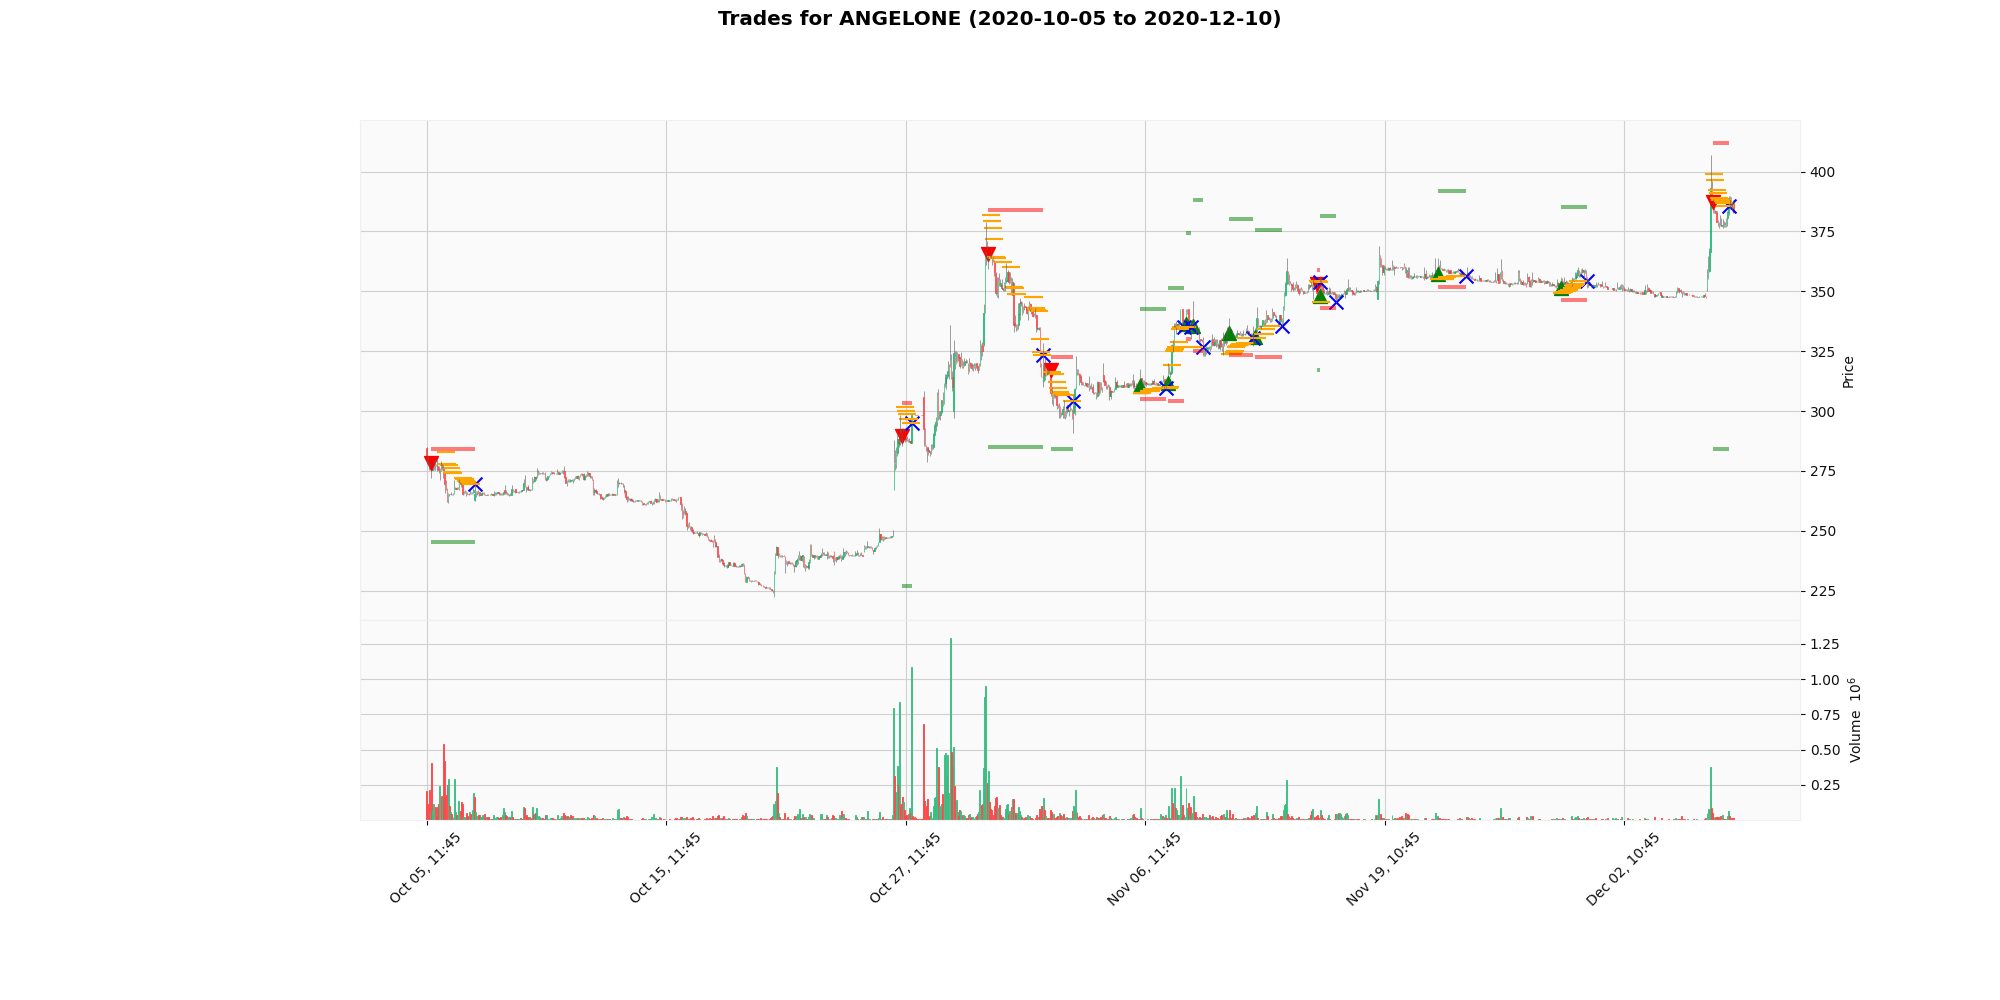 Trades for ANGELONE (2020-10-05 to 2020-12-10)
400
375
350
325
300
275
250
225
Price
1.25
1.00
0.75
0.50
0.25
Volume 10^6
Oct 05, 11:45
Oct 15, 11:45
Oct 27, 11:45
Nov 06, 11:45
Nov 19, 10:45
Dec 02, 10:45